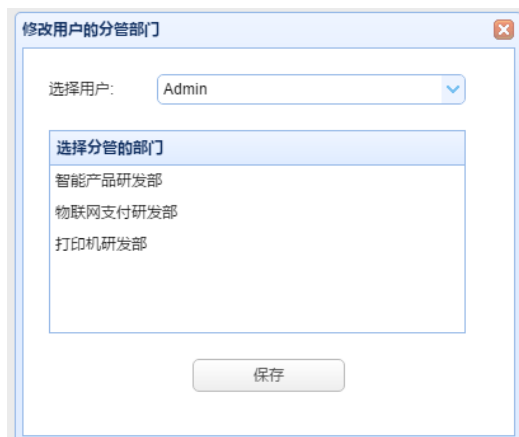 修改用户的分管部门
选择用户: Admin
选择分管的部门
智能产品研发部
物联网支付研发部
打印机研发部
保存